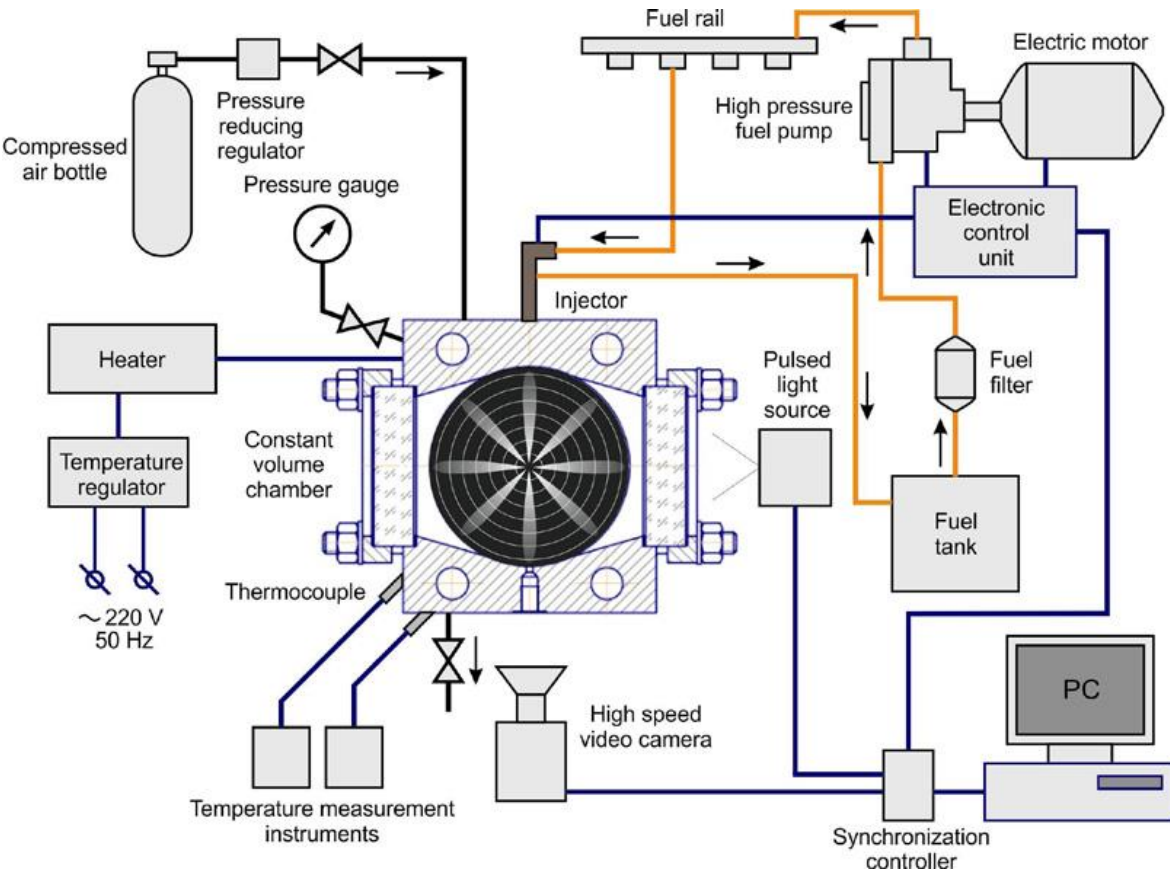 Fuel rail
Electric motor
High pressure
fuel pump
Pressure
reducing
regulator
Compressed
air bottle
Pressure gauge
Electronic
control
unit
Injector
Heater
Pulsed
light
source
Fuel
filter
Constant
volume
chamber
Temperature
regulator
Fuel
tank
Thermocouple
~ 220 V
50 Hz
PC
High speed
video camera
Temperature measurement
instruments
Synchronization
controller